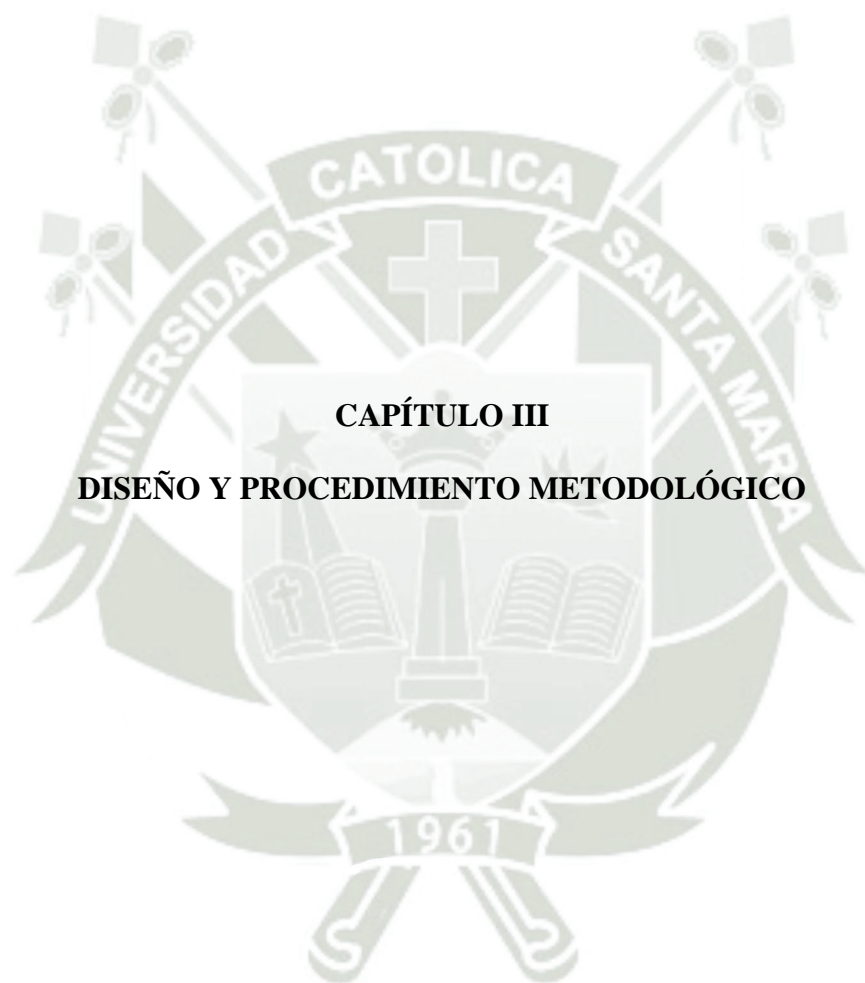 CATOLICA
UNIVERSIDAD
SANTA MARIA
CAPÍTULO III
DISEÑO Y PROCEDIMIENTO METODOLÓGICO
1961